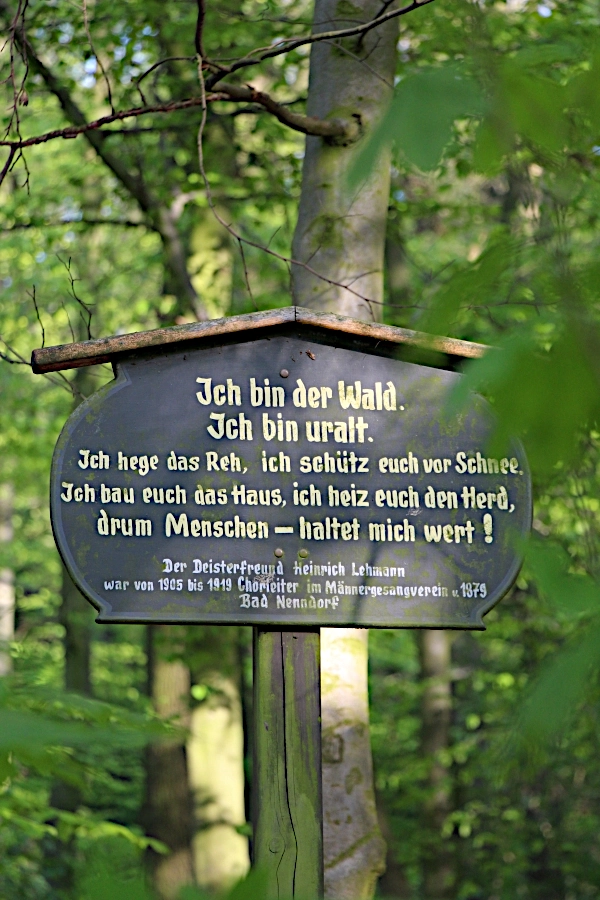 Ich bin der Wald.
Ich bin uralt.
Ich hege das Reh, ich schütz euch vor Schnee.
Ich bau euch das Haus, ich heiz euch den Herd,
drum Menschen – haltet mich wert!
Der Deisterfreund Heinrich Lehmann
war von 1905 bis 1919 Chorleiter im Männergesangverein v. 1879
Bad Nenndorf